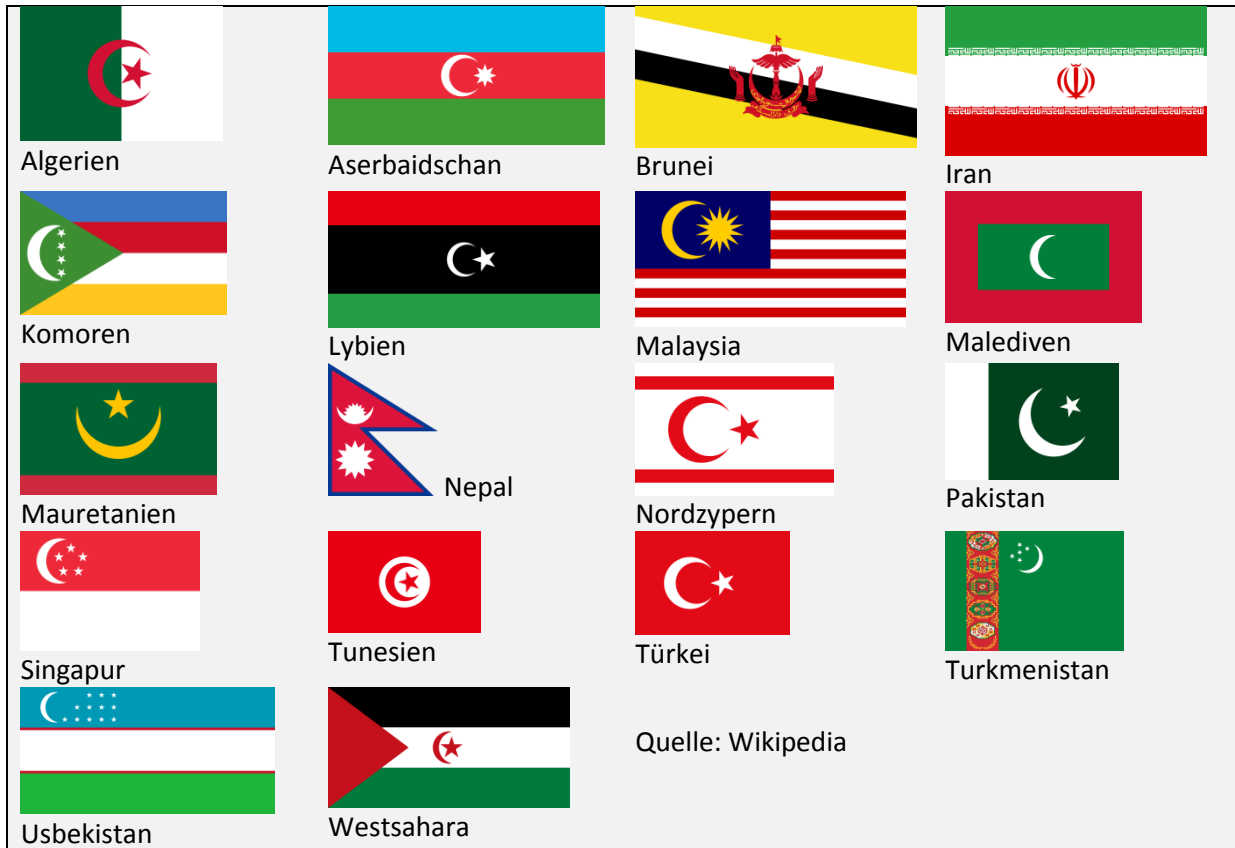 Algerien
Aserbaidschan
Brunei
Iran
Komoren
Lybien
Malaysia
Malediven
Mauretanien
Nepal
Nordzypern
Pakistan
Singapur
Tunesien
Türkei
Turkmenistan
Usbekistan
Westsahara
Quelle: Wikipedia